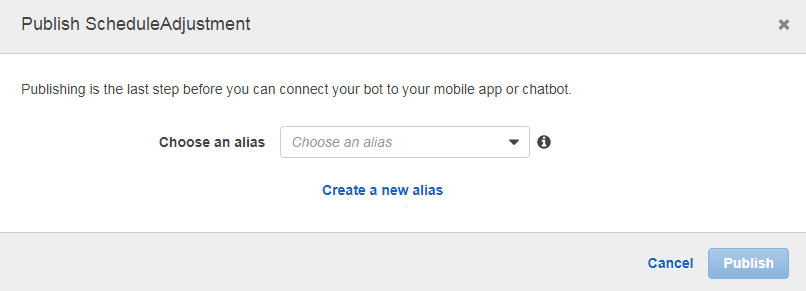 Publish ScheduleAdjustment
Publishing is the last step before you can connect your bot to your mobile app or chatbot.
Choose an alias Choose an alias
Create a new alias
Cancel Publish